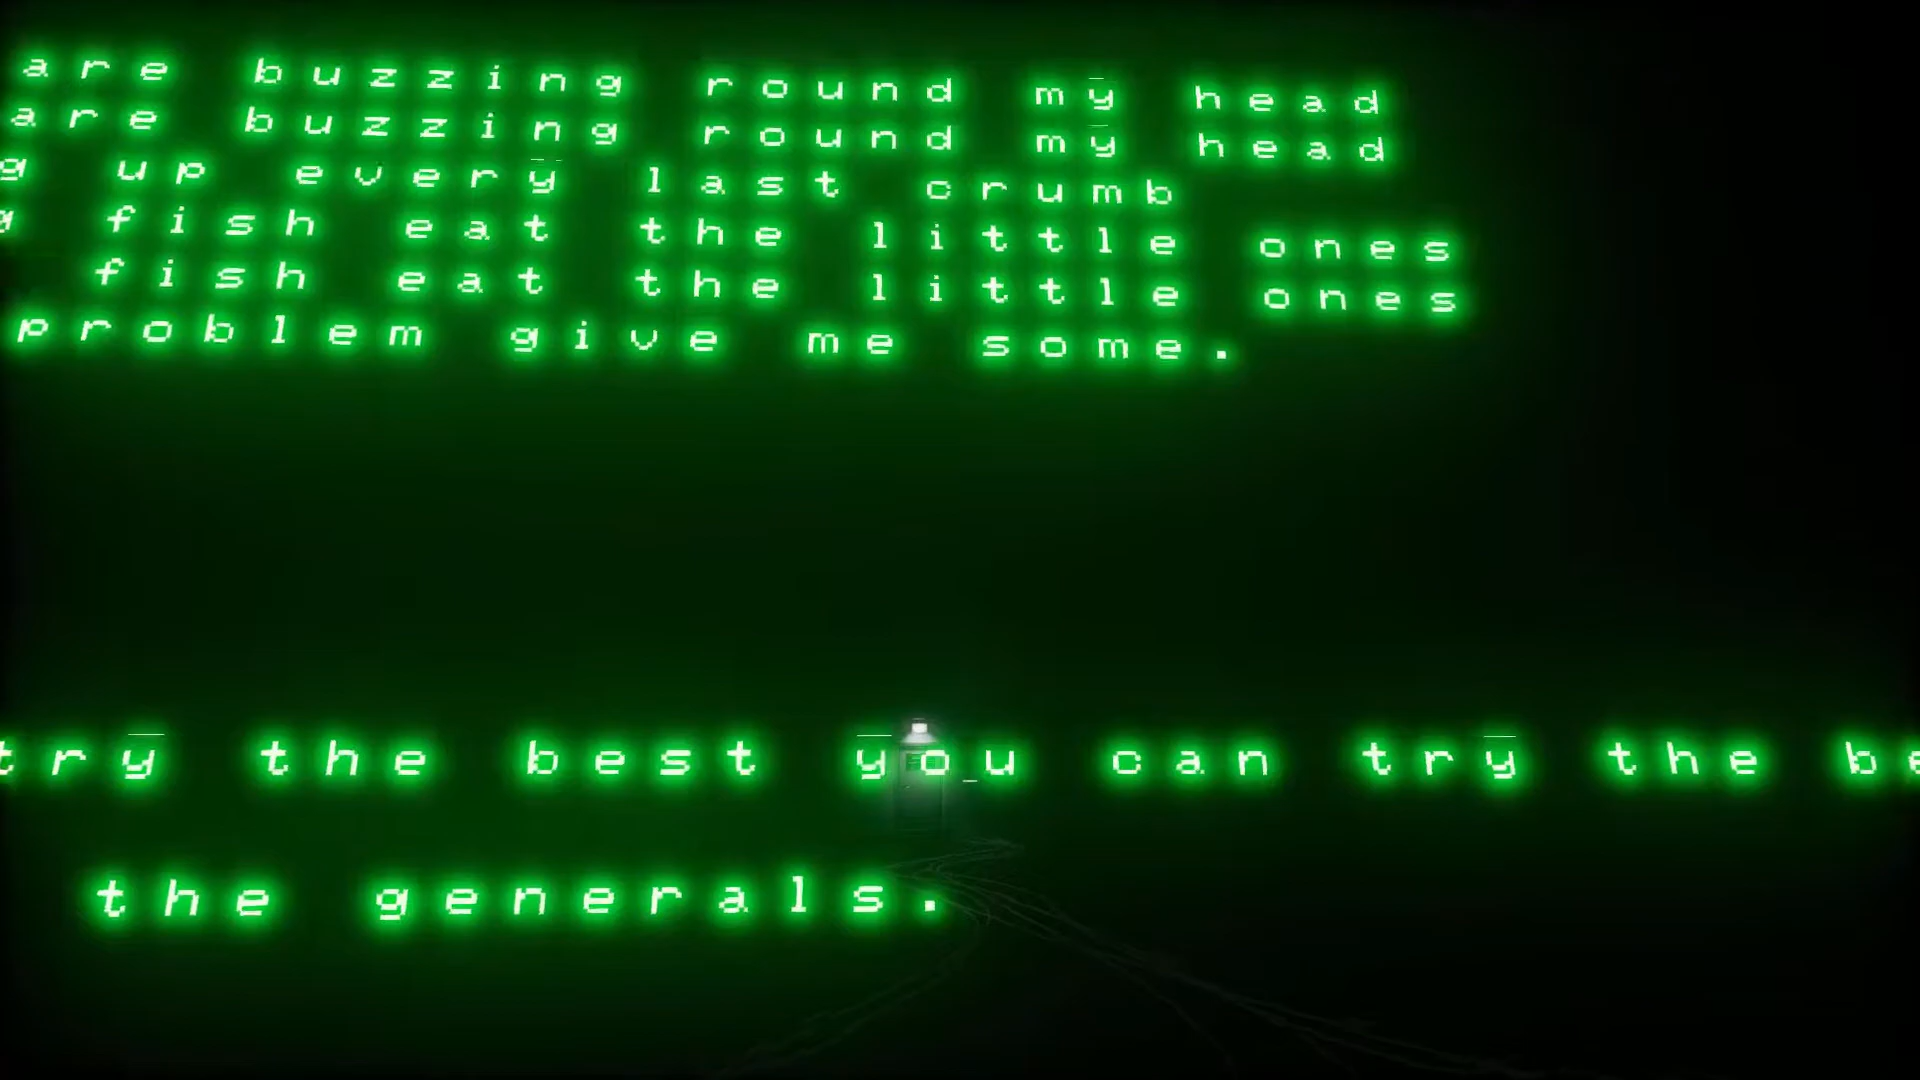 are buzzing round my head
are buzzing round my head
g up every last crumb
g fish eat the little ones
fish eat the little ones
problem give me some.
try the best you can try the be
the generals.